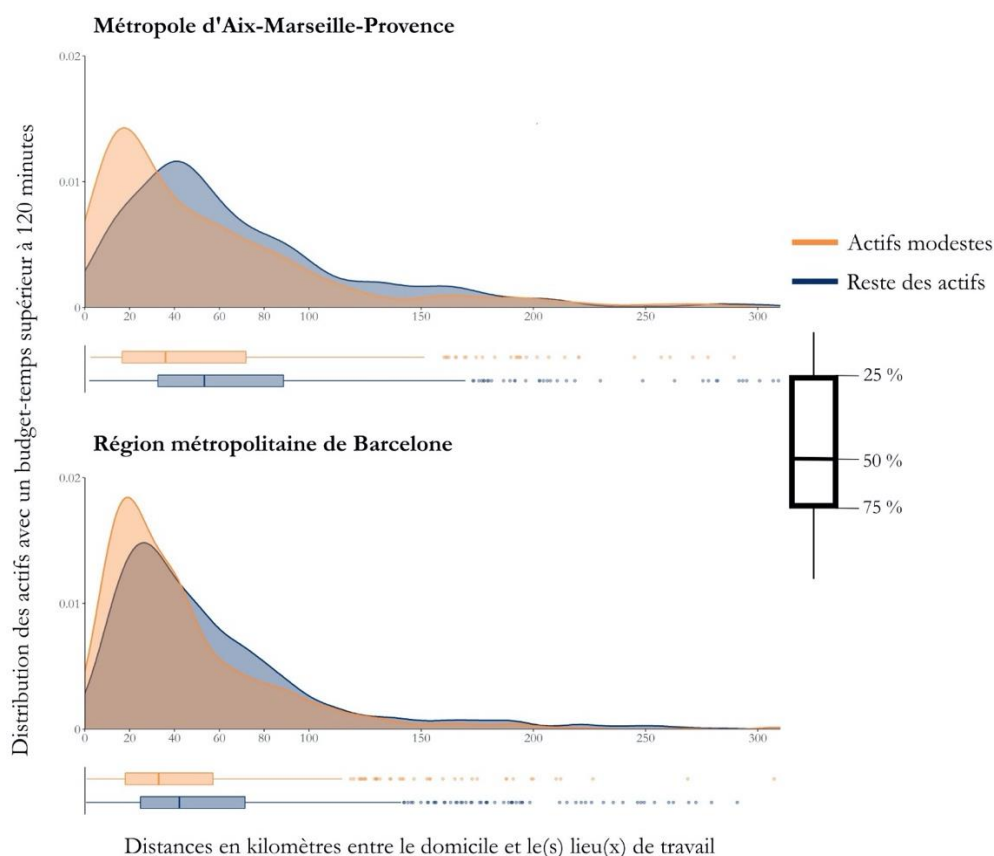 Métropole d'Aix-Marseille-Provence
Distribution des actifs avec un budget-temps supérieur à 120 minutes
0.02
0.01
0
0 20 40 60 80 100 150 200 250 300
Actifs modestes
Reste des actifs
25 %
50 %
75 %
Région métropolitaine de Barcelone
0.02
0.01
0
0 20 40 60 80 100 150 200 250 300
Distances en kilomètres entre le domicile et le(s) lieu(x) de travail